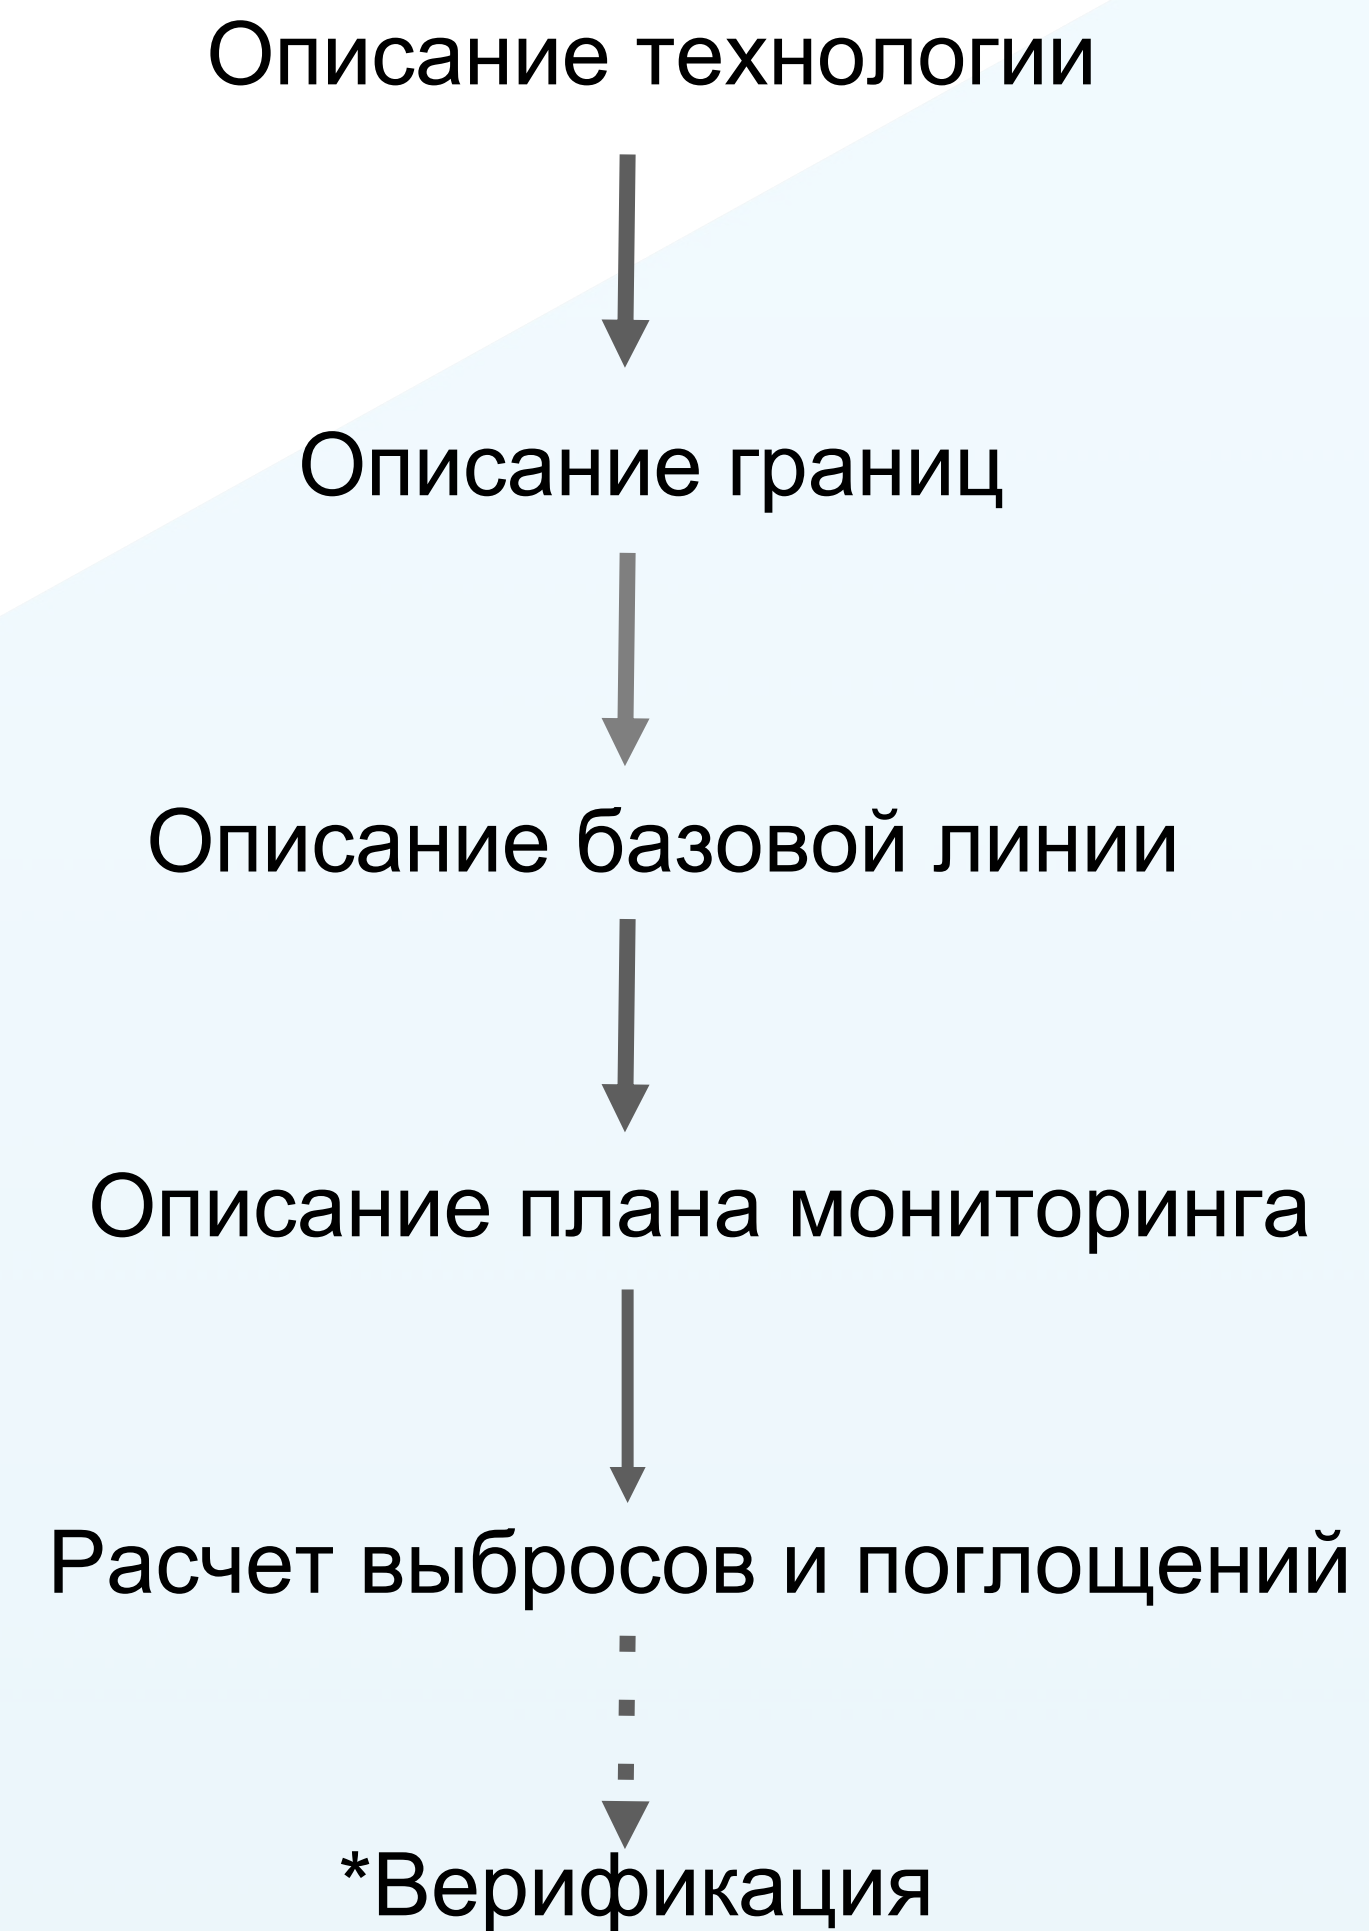 Описание технологии
Описание границ
Описание базовой линии
Описание плана мониторинга
Расчет выбросов и поглощений
*Верификация